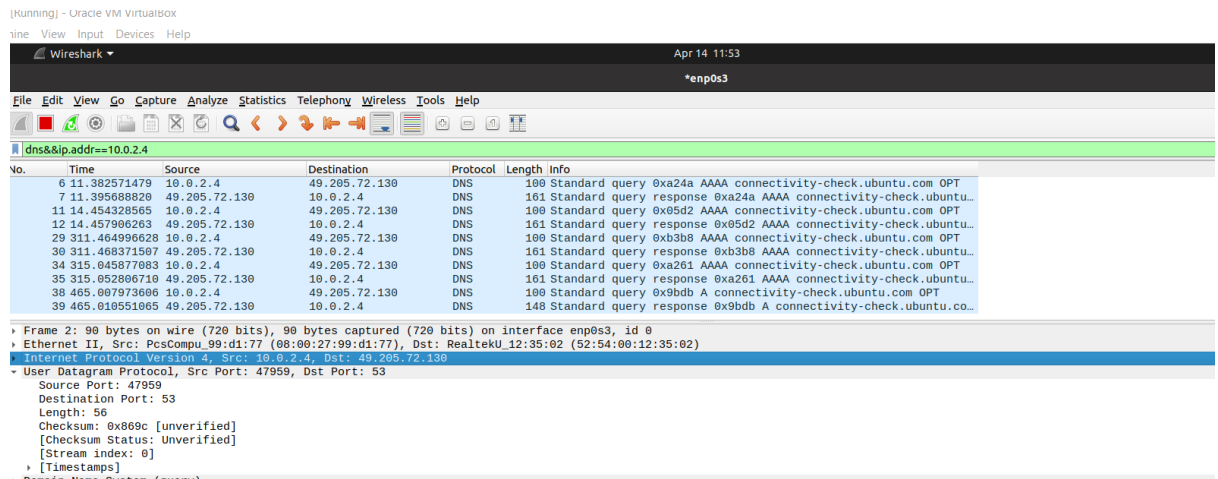 [Running] - Oracle VM VirtualBox
hine View Input Devices Help
Wireshark Apr 14 11:53
*enp0s3
File Edit View Go Capture Analyze Statistics Telephony Wireless Tools Help
dns&&ip.addr==10.0.2.4
No. Time Source Destination Protocol Length Info
6 11.382571479 10.0.2.4 49.205.72.130 DNS 100 Standard query 0xa24a AAAA connectivity-check.ubuntu.com OPT
7 11.395688820 49.205.72.130 10.0.2.4 DNS 161 Standard query response 0xa24a AAAA connectivity-check.ubuntu…
11 14.454328565 10.0.2.4 49.205.72.130 DNS 100 Standard query 0x05d2 AAAA connectivity-check.ubuntu.com OPT
12 14.457906263 49.205.72.130 10.0.2.4 DNS 161 Standard query response 0x05d2 AAAA connectivity-check.ubuntu…
29 311.464996628 10.0.2.4 49.205.72.130 DNS 100 Standard query 0xb3b8 AAAA connectivity-check.ubuntu.com OPT
30 311.468371507 49.205.72.130 10.0.2.4 DNS 161 Standard query response 0xb3b8 AAAA connectivity-check.ubuntu…
34 315.045877083 10.0.2.4 49.205.72.130 DNS 100 Standard query 0xa261 AAAA connectivity-check.ubuntu.com OPT
35 315.052806710 49.205.72.130 10.0.2.4 DNS 161 Standard query response 0xa261 AAAA connectivity-check.ubuntu…
38 465.007973606 10.0.2.4 49.205.72.130 DNS 100 Standard query 0x9bdb A connectivity-check.ubuntu.com OPT
39 465.010551065 49.205.72.130 10.0.2.4 DNS 148 Standard query response 0x9bdb A connectivity-check.ubuntu.co…
Frame 2: 90 bytes on wire (720 bits), 90 bytes captured (720 bits) on interface enp0s3, id 0
Ethernet II, Src: PcsCompu_99:d1:77 (08:00:27:99:d1:77), Dst: RealtekU_12:35:02 (52:54:00:12:35:02)
Internet Protocol Version 4, Src: 10.0.2.4, Dst: 49.205.72.130
User Datagram Protocol, Src Port: 47959, Dst Port: 53
Source Port: 47959
Destination Port: 53
Length: 56
Checksum: 0x869c [unverified]
[Checksum Status: Unverified]
[Stream index: 0]
[Timestamps]
Domain Name System (query)